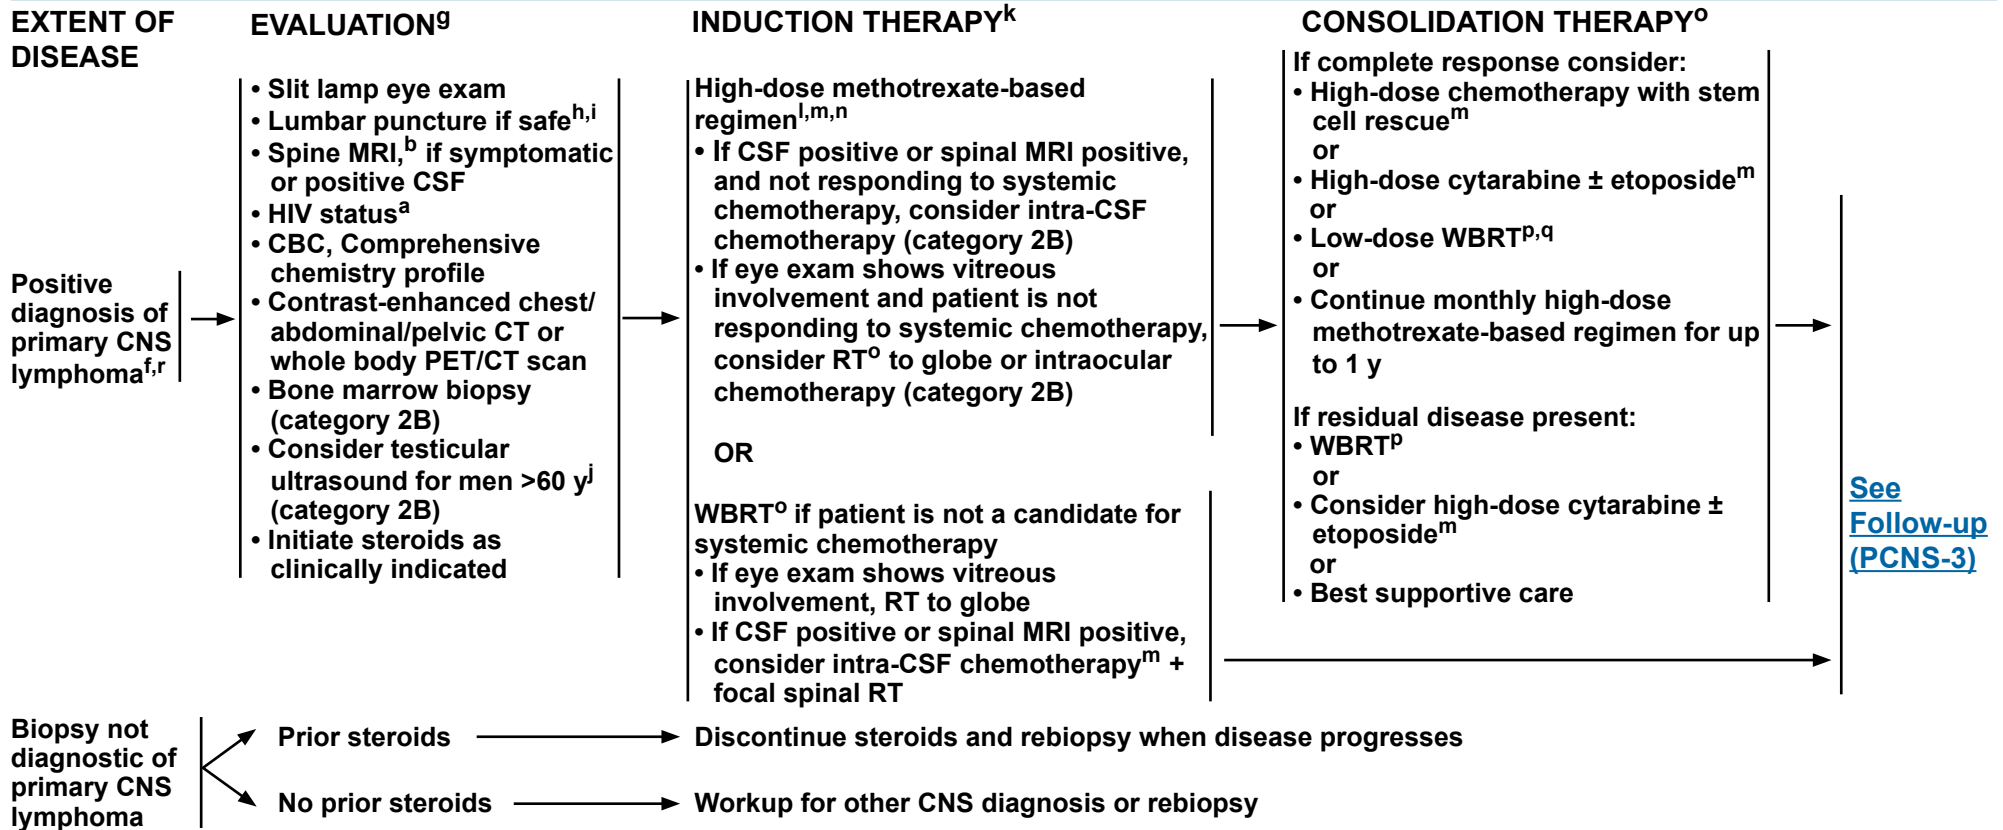 EXTENT OF
DISEASE
EVALUATIONg
INDUCTION THERAPYk
CONSOLIDATION THERAPYo
Positive
diagnosis of
primary CNS
lymphomaf,r
• Slit lamp eye exam
• Lumbar puncture if safeh,i
• Spine MRI,b if symptomatic
or positive CSF
• HIV statusa
• CBC, Comprehensive
chemistry profile
• Contrast-enhanced chest/
abdominal/pelvic CT or
whole body PET/CT scan
• Bone marrow biopsy
(category 2B)
• Consider testicular
ultrasound for men >60 yj
(category 2B)
• Initiate steroids as
clinically indicated
High-dose methotrexate-based
regimenl,m,n
• If CSF positive or spinal MRI positive,
and not responding to systemic
chemotherapy, consider intra-CSF
chemotherapy (category 2B)
• If eye exam shows vitreous
involvement and patient is not
responding to systemic chemotherapy,
consider RTo to globe or intraocular
chemotherapy (category 2B)
OR
WBRTo if patient is not a candidate for
systemic chemotherapy
• If eye exam shows vitreous
involvement, RT to globe
• If CSF positive or spinal MRI positive,
consider intra-CSF chemotherapym +
focal spinal RT
If complete response consider:
• High-dose chemotherapy with stem
cell rescuem
or
• High-dose cytarabine ± etoposidem
or
• Low-dose WBRTp,q
or
• Continue monthly high-dose
methotrexate-based regimen for up
to 1 y
If residual disease present:
• WBRTp
or
• Consider high-dose cytarabine ±
etoposidem
or
• Best supportive care
See
Follow-up
(PCNS-3)
Biopsy not
diagnostic of
primary CNS
lymphoma
Prior steroids
Discontinue steroids and rebiopsy when disease progresses
No prior steroids
Workup for other CNS diagnosis or rebiopsy